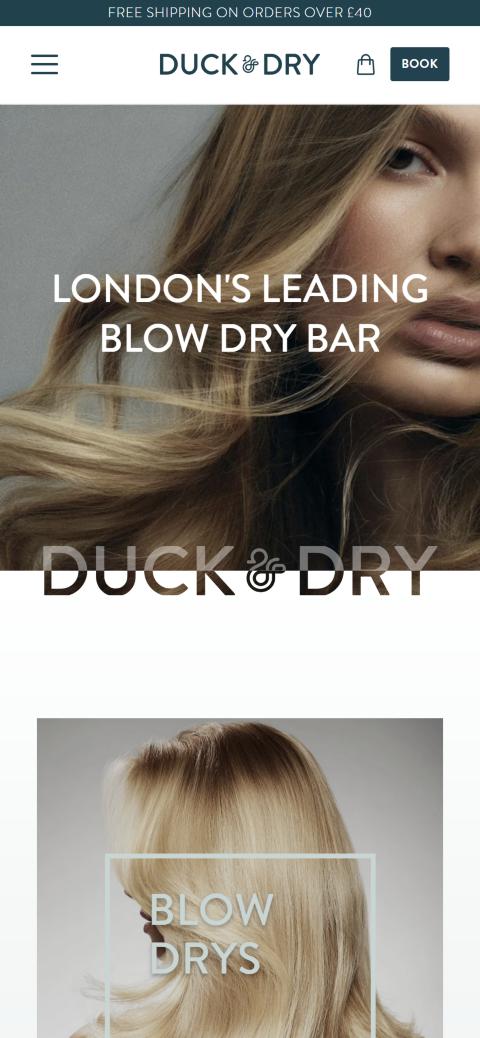 FREE SHIPPING ON ORDERS OVER £40
DUCK & DRY
BOOK
LONDON'S LEADING
BLOW DRY BAR
DUCK & DRY
BLOW
DRYS